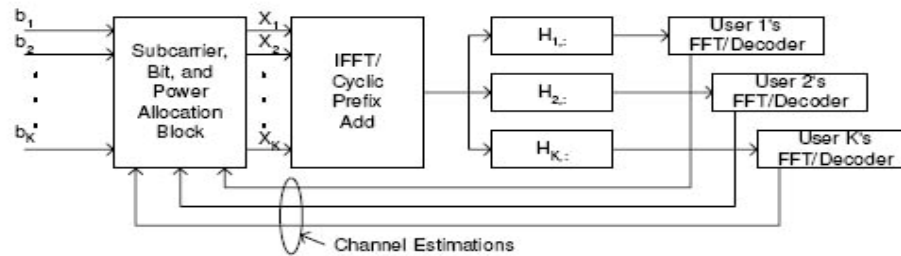 b1
b2
bK
Subcarrier,
Bit, and
Power
Allocation
Block
X1
X2
XK
IFFT/
Cyclic
Prefix
Add
H1,:
H2,:
HK,:
User 1's
FFT/Decoder
User 2's
FFT/Decoder
User K's
FFT/Decoder
Channel Estimations